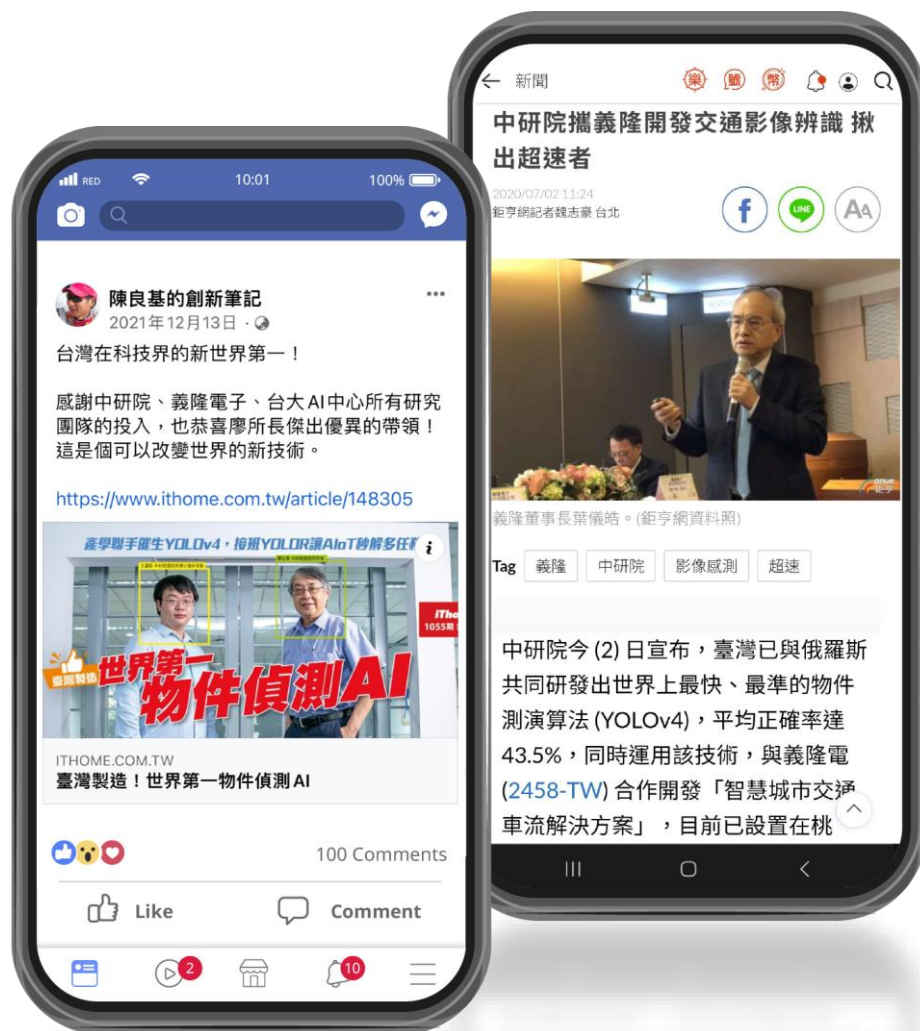 RED
10:01
100%
陳良基的創新筆記
2021年12月13日
台灣在科技界的新世界第一！
感謝中研院、義隆電子、台大AI中心所有研究
團隊的投入，也恭喜廖所長傑出優異的帶領！
這是個可以改變世界的新技術。
https://www.ithome.com.tw/article/148305
產學聯手催生YOLOv4，接班YOLOR讓AIoT秒解多任務
iTho
1055期
臺灣製造
世界第一
物件偵測AI
ITHOME.COM.TW
臺灣製造！世界第一物件偵測 AI
100 Comments
Like
Comment
2
10
新聞
樂
號
幣
中研院攜義隆開發交通影像辨識 揪
出超速者
2020/07/02 11:24
鉅亨網記者魏志豪 台北
f
LINE
AA
anue
鉅亨
義隆董事長葉儀皓。(鉅亨網資料照)
Tag
義隆
中研院
影像感測
超速
中研院今 (2) 日宣布，臺灣已與俄羅斯
共同研發出世界上最快、最準的物件
測演算法 (YOLOv4)，平均正確率達
43.5%，同時運用該技術，與義隆電
(2458-TW) 合作開發「智慧城市交通
車流解決方案」，目前已設置在桃